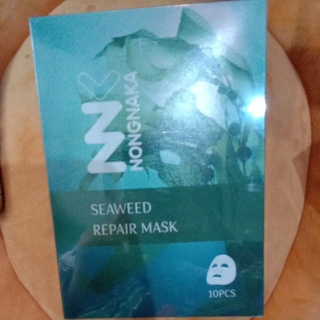 NONGNAKA
SEAWEED
REPAIR MASK
10PCS